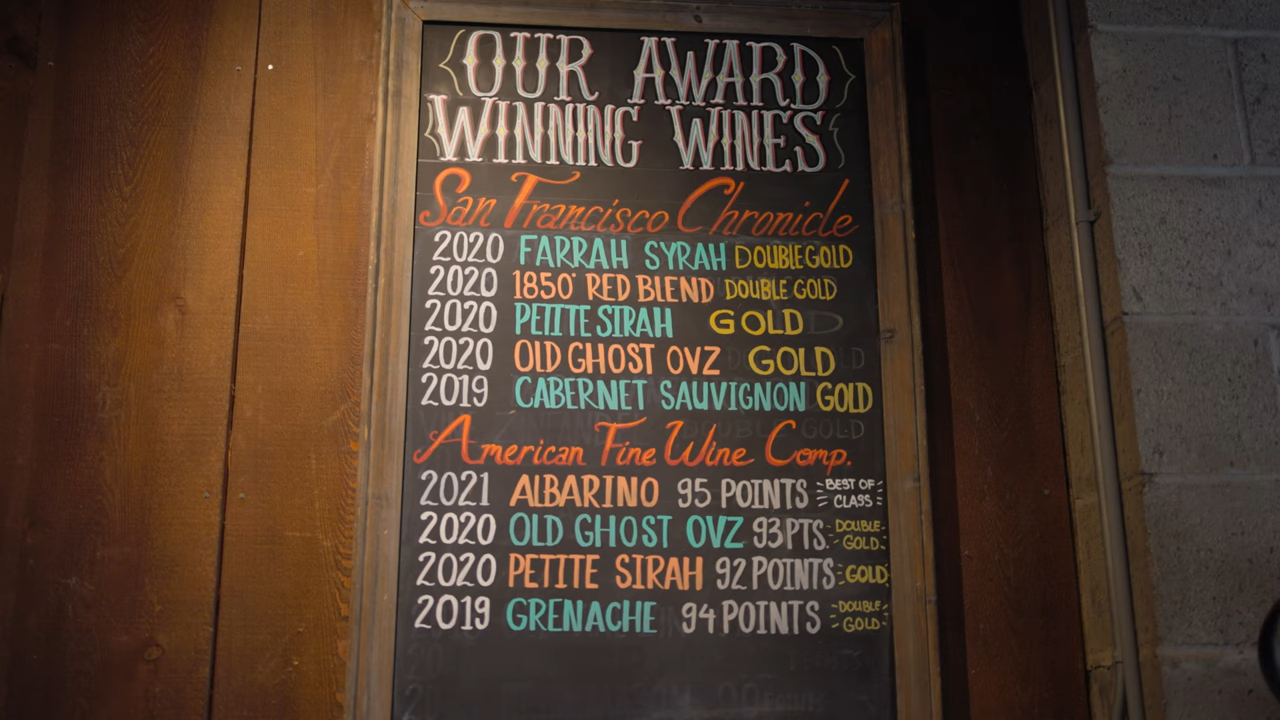 OUR AWARD
WINNING WINES
San Francisco Chronicle
2020 FARRAH SYRAH DOUBLE GOLD
2020 1850' RED BLEND DOUBLE GOLD
2020 PETITE SIRAH GOLD
2020 OLD GHOST OVZ GOLD
2019 CABERNET SAUVIGNON GOLD
American Fine Wine Comp.
2021 ALBARINO 95 POINTS BEST OF CLASS
2020 OLD GHOST OVZ 93 PTS. DOUBLE GOLD
2020 PETITE SIRAH 92 POINTS GOLD
2019 GRENACHE 94 POINTS DOUBLE GOLD